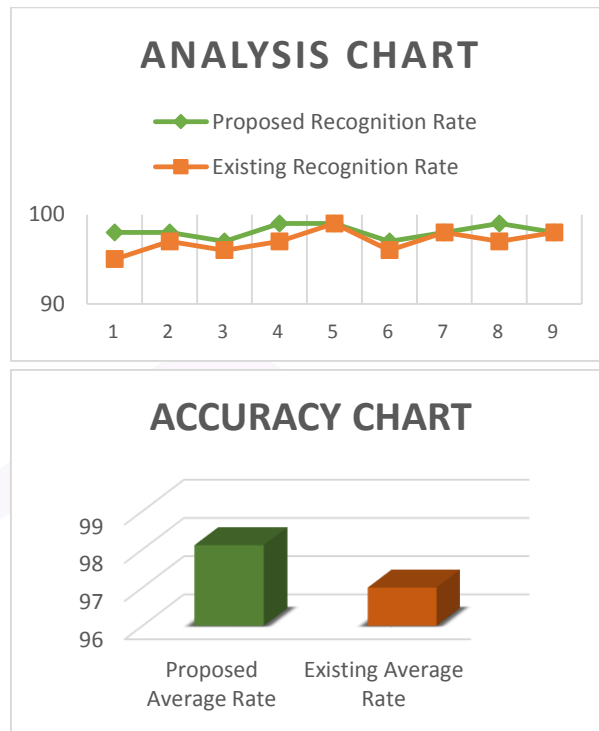 ANALYSIS CHART
Proposed Recognition Rate
Existing Recognition Rate
100
90
1 2 3 4 5 6 7 8 9
ACCURACY CHART
99
98
97
96
Proposed Existing Average
Average Rate Rate